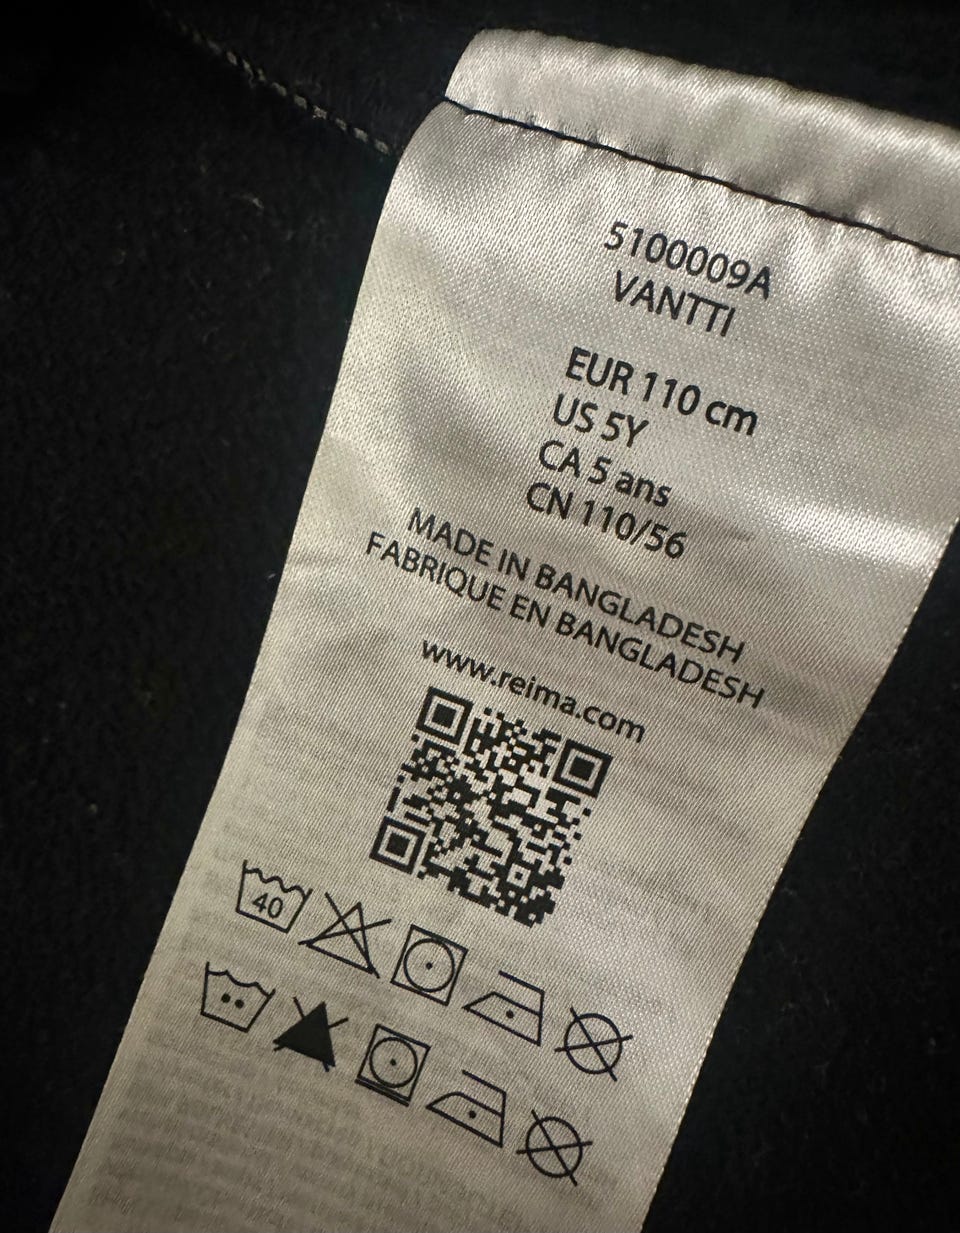 5100009A
VANTTI
EUR 110 cm
US 5Y
CA 5 ans
CN 110/56
MADE IN BANGLADESH
FABRIQUE EN BANGLADESH
www.reima.com
40